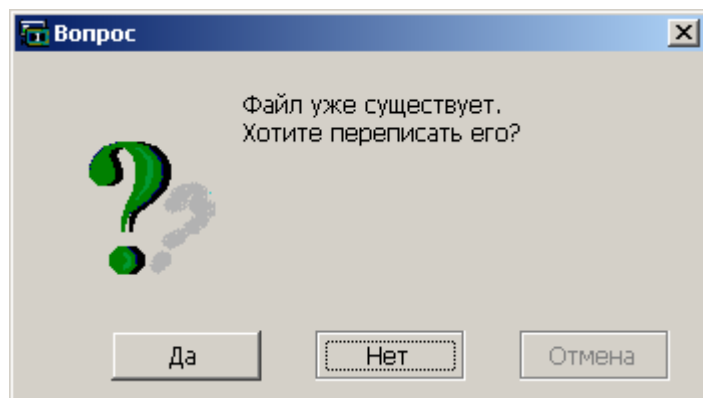 Вопрос
Файл уже существует.
Хотите переписать его?
Да
Нет
Отмена